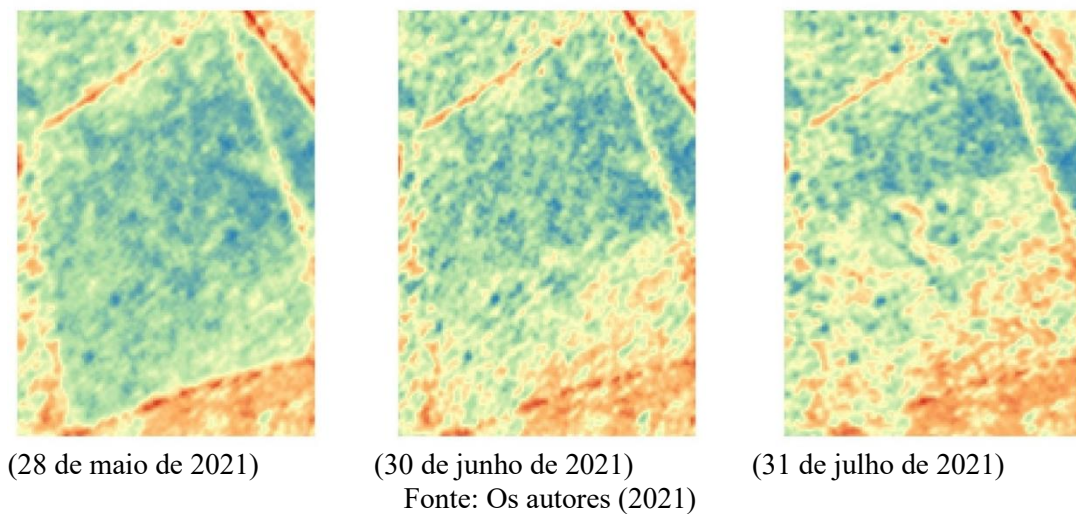 (28 de maio de 2021) (30 de junho de 2021) (31 de julho de 2021)
Fonte: Os autores (2021)